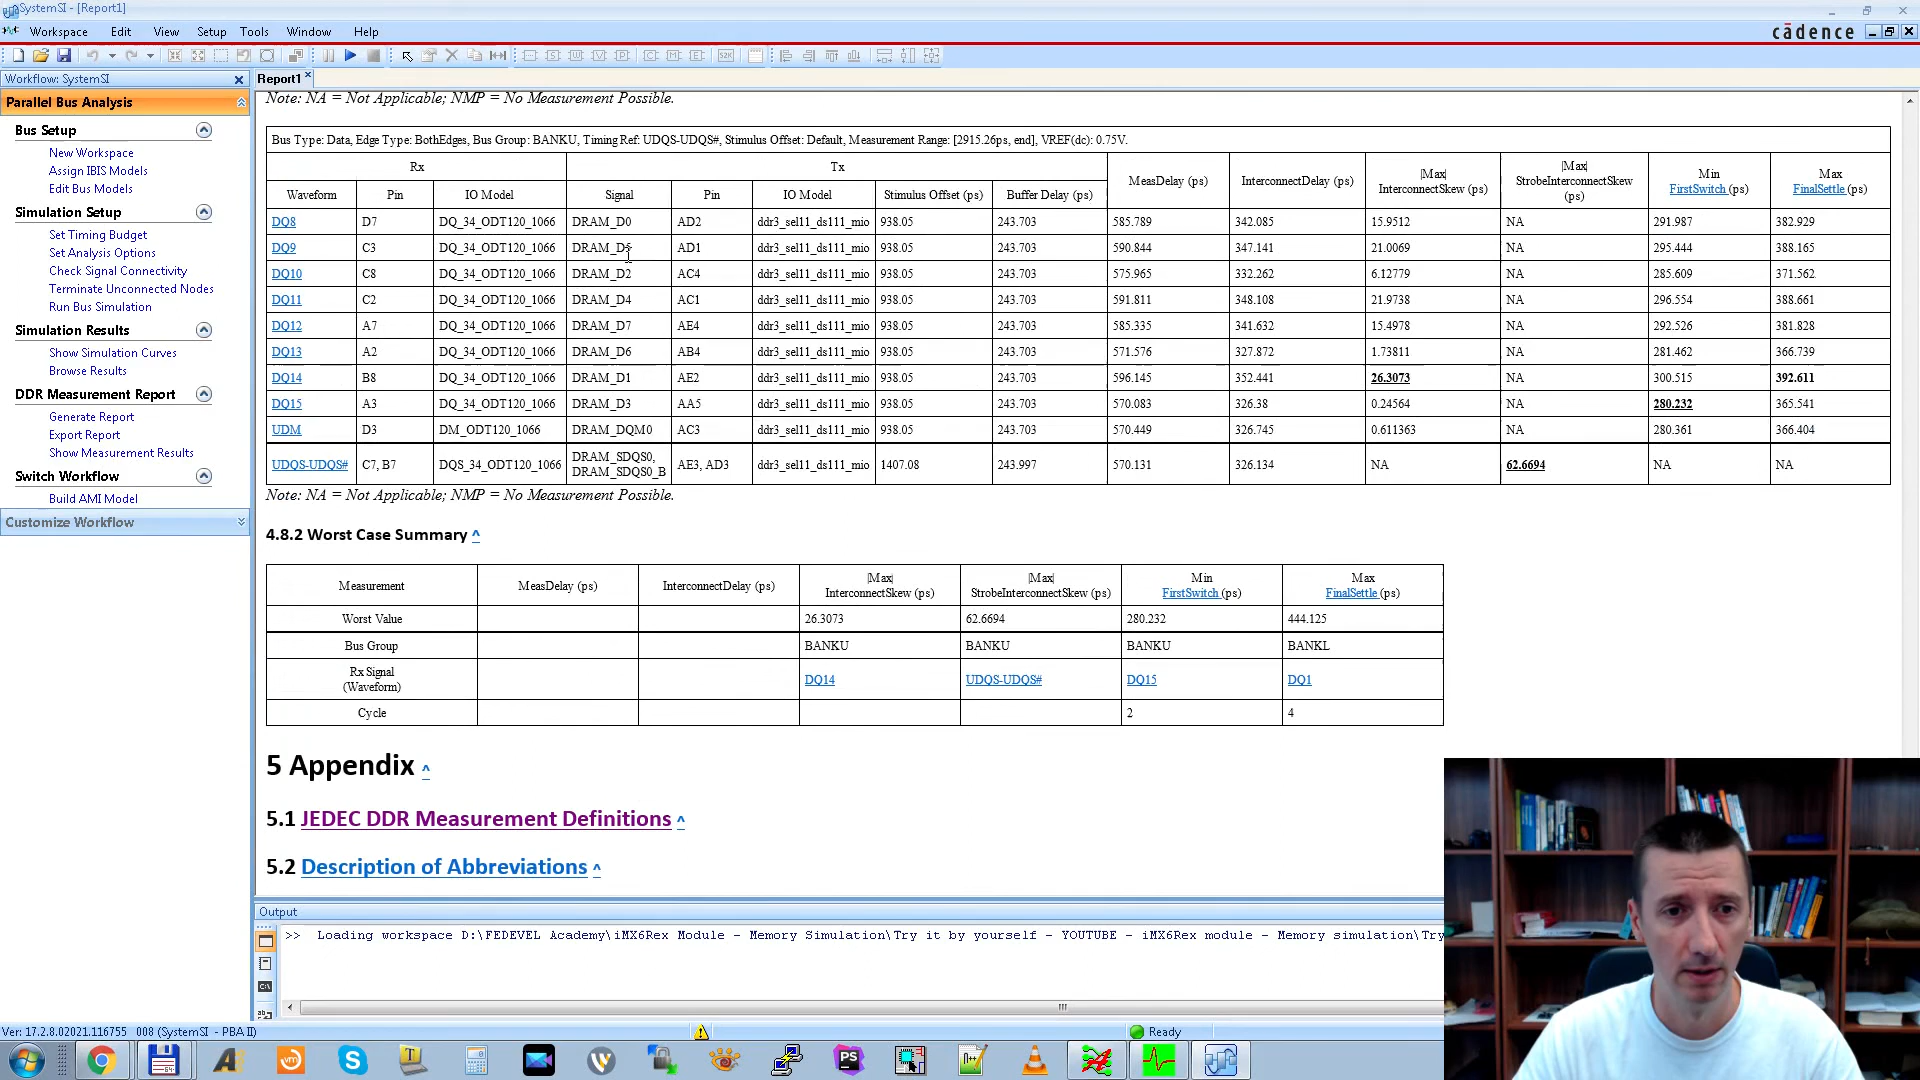 SystemSI - [Report1]
Workspace Edit View Setup Tools Window Help
cādence
Workflow: SystemSI
Report1
Parallel Bus Analysis
Bus Setup
New Workspace
Assign IBIS Models
Edit Bus Models
Simulation Setup
Set Timing Budget
Set Analysis Options
Check Signal Connectivity
Terminate Unconnected Nodes
Run Bus Simulation
Simulation Results
Show Simulation Curves
Browse Results
DDR Measurement Report
Generate Report
Export Report
Show Measurement Results
Switch Workflow
Build AMI Model
Customize Workflow
Note: NA = Not Applicable; NMP = No Measurement Possible.
Bus Type: Data, Edge Type: BothEdges, Bus Group: BANKU, Timing Ref: UDQS-UDQS#, Stimulus Offset: Default, Measurement Range: [2915.26ps, end], VREF(dc): 0.75V.
Rx Tx MeasDelay (ps) InterconnectDelay (ps) |Max| InterconnectSkew (ps) |Max| StrobeInterconnectSkew (ps) Min FirstSwitch (ps) Max FinalSettle (ps)
Waveform Pin IO Model Signal Pin IO Model Stimulus Offset (ps) Buffer Delay (ps)
DQ8 D7 DQ_34_ODT120_1066 DRAM_D0 AD2 ddr3_sel11_ds111_mio 938.05 243.703 585.789 342.085 15.9512 NA 291.987 382.929
DQ9 C3 DQ_34_ODT120_1066 DRAM_D5 AD1 ddr3_sel11_ds111_mio 938.05 243.703 590.844 347.141 21.0069 NA 295.444 388.165
DQ10 C8 DQ_34_ODT120_1066 DRAM_D2 AC4 ddr3_sel11_ds111_mio 938.05 243.703 575.965 332.262 6.12779 NA 285.609 371.562
DQ11 C2 DQ_34_ODT120_1066 DRAM_D4 AC1 ddr3_sel11_ds111_mio 938.05 243.703 591.811 348.108 21.9738 NA 296.554 388.661
DQ12 A7 DQ_34_ODT120_1066 DRAM_D7 AE4 ddr3_sel11_ds111_mio 938.05 243.703 585.335 341.632 15.4978 NA 292.526 381.828
DQ13 A2 DQ_34_ODT120_1066 DRAM_D6 AB4 ddr3_sel11_ds111_mio 938.05 243.703 571.576 327.872 1.73811 NA 281.462 366.739
DQ14 B8 DQ_34_ODT120_1066 DRAM_D1 AE2 ddr3_sel11_ds111_mio 938.05 243.703 596.145 352.441 26.3073 NA 300.515 392.611
DQ15 A3 DQ_34_ODT120_1066 DRAM_D3 AA5 ddr3_sel11_ds111_mio 938.05 243.703 570.083 326.38 0.24564 NA 280.232 365.541
UDM D3 DM_ODT120_1066 DRAM_DQM0 AC3 ddr3_sel11_ds111_mio 938.05 243.703 570.449 326.745 0.611363 NA 280.361 366.404
UDQS-UDQS# C7, B7 DQS_34_ODT120_1066 DRAM_SDQS0, DRAM_SDQS0_B AE3, AD3 ddr3_sel11_ds111_mio 1407.08 243.997 570.131 326.134 NA 62.6694 NA NA
Note: NA = Not Applicable; NMP = No Measurement Possible.
4.8.2 Worst Case Summary ^
Measurement MeasDelay (ps) InterconnectDelay (ps) |Max| InterconnectSkew (ps) |Max| StrobeInterconnectSkew (ps) Min FirstSwitch (ps) Max FinalSettle (ps)
Worst Value 26.3073 62.6694 280.232 444.125
Bus Group BANKU BANKU BANKU BANKL
Rx Signal (Waveform) DQ14 UDQS-UDQS# DQ15 DQ1
Cycle 2 4
5 Appendix ^
5.1 JEDEC DDR Measurement Definitions ^
5.2 Description of Abbreviations ^
Output
>> Loading workspace D:\FEDEVEL Academy\iMX6Rex Module - Memory Simulation\Try it by yourself - YOUTUBE - iMX6Rex module - Memory simulation\Try
Ver: 17.2.8.02021.116755 008 (SystemSI - PBA II)
Ready